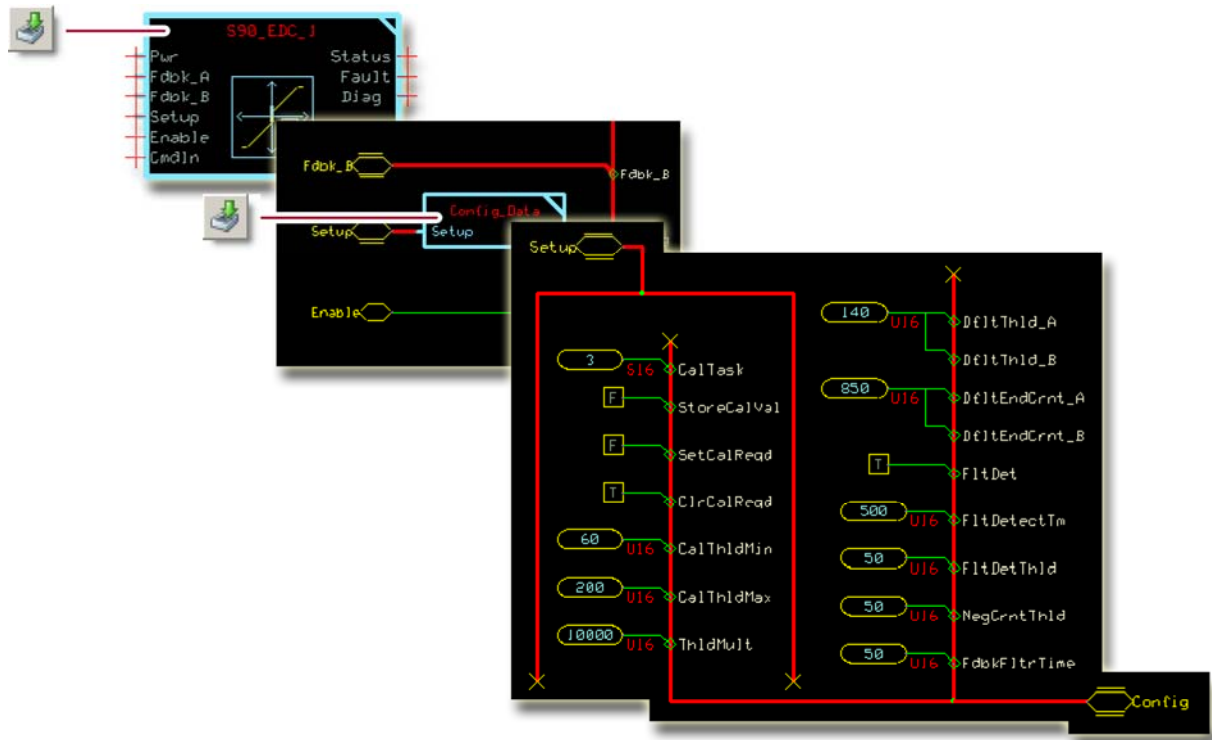 S90_EDC_1
Pwr
Fdbk_A
Fdbk_B
Setup
Enable
CmdIn
Status
Fault
Diag
Fdbk_B
Fdbk_B
Config_Data
Setup
Setup
Enable
Setup
3
S16
CalTask
F
StoreCalVal
F
SetCalReqd
T
ClrCalReqd
60
U16
CalThldMin
200
U16
CalThldMax
10000
U16
ThldMult
140
U16
DfltThld_A
DfltThld_B
850
U16
DfltEndCrnt_A
DfltEndCrnt_B
T
FltDet
500
U16
FltDetectTm
50
U16
FltDetThld
50
U16
NegCrntThld
50
U16
FdbkFltrTime
Config